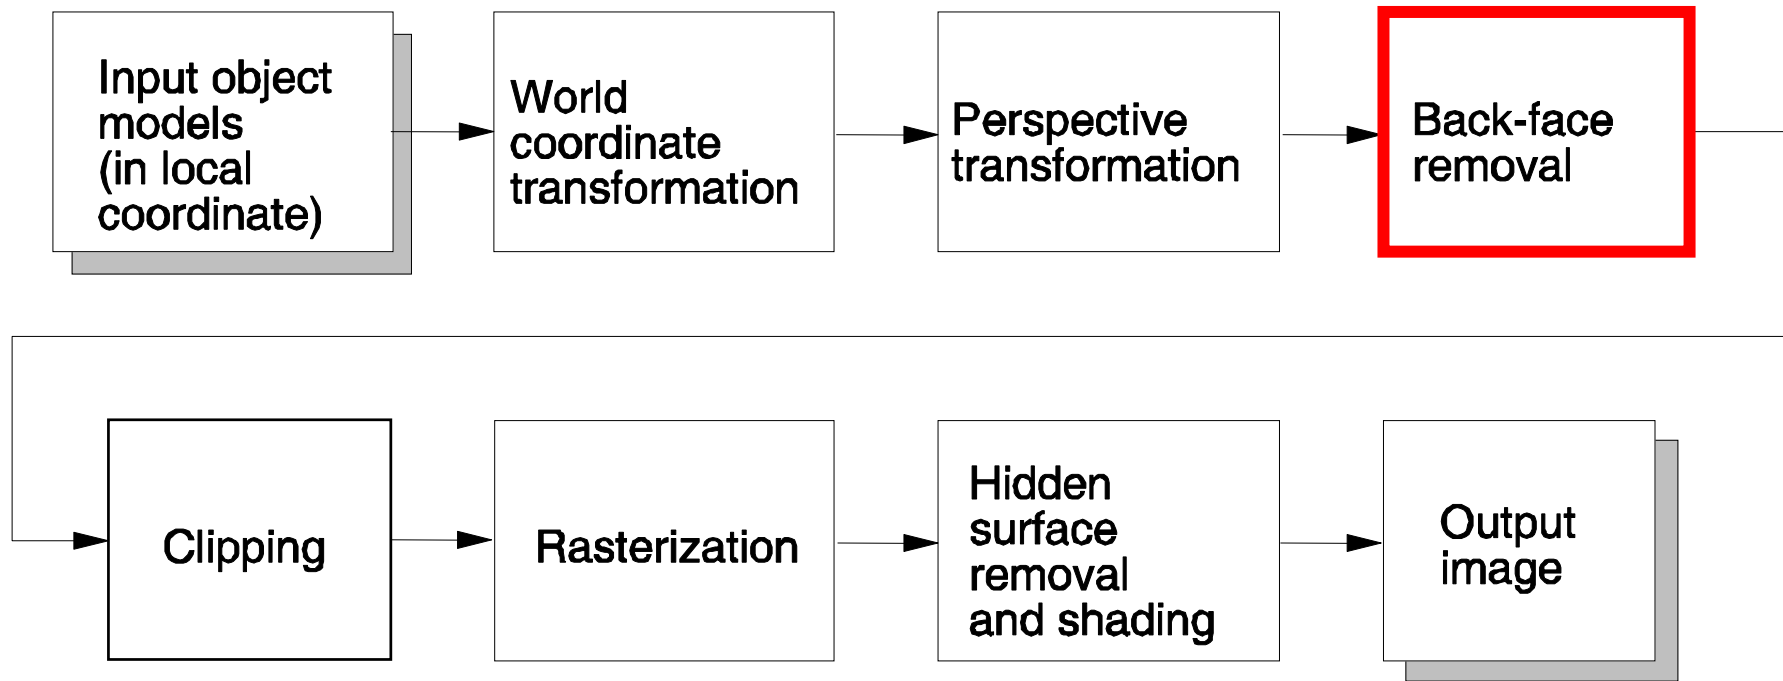 Input object
models
(in local
coordinate)
World
coordinate
transformation
Perspective
transformation
Back-face
removal
Clipping
Rasterization
Hidden
surface
removal
and shading
Output
image